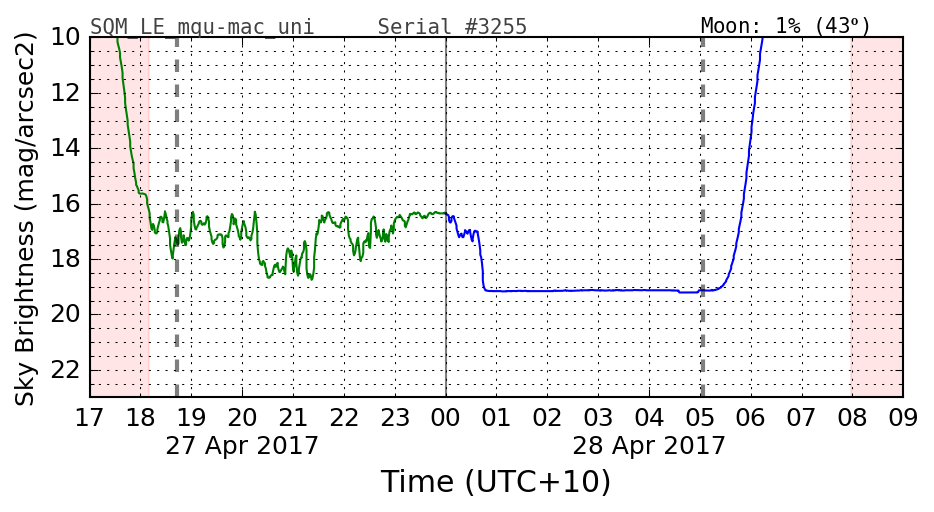 SQM_LE_mqu-mac_uni Serial #3255 Moon: 1% (43º)
Sky Brightness (mag/arcsec2)
10
12
14
16
18
20
22
17 18 19 20 21 22 23 00 01 02 03 04 05 06 07 08 09
27 Apr 2017 28 Apr 2017
Time (UTC+10)